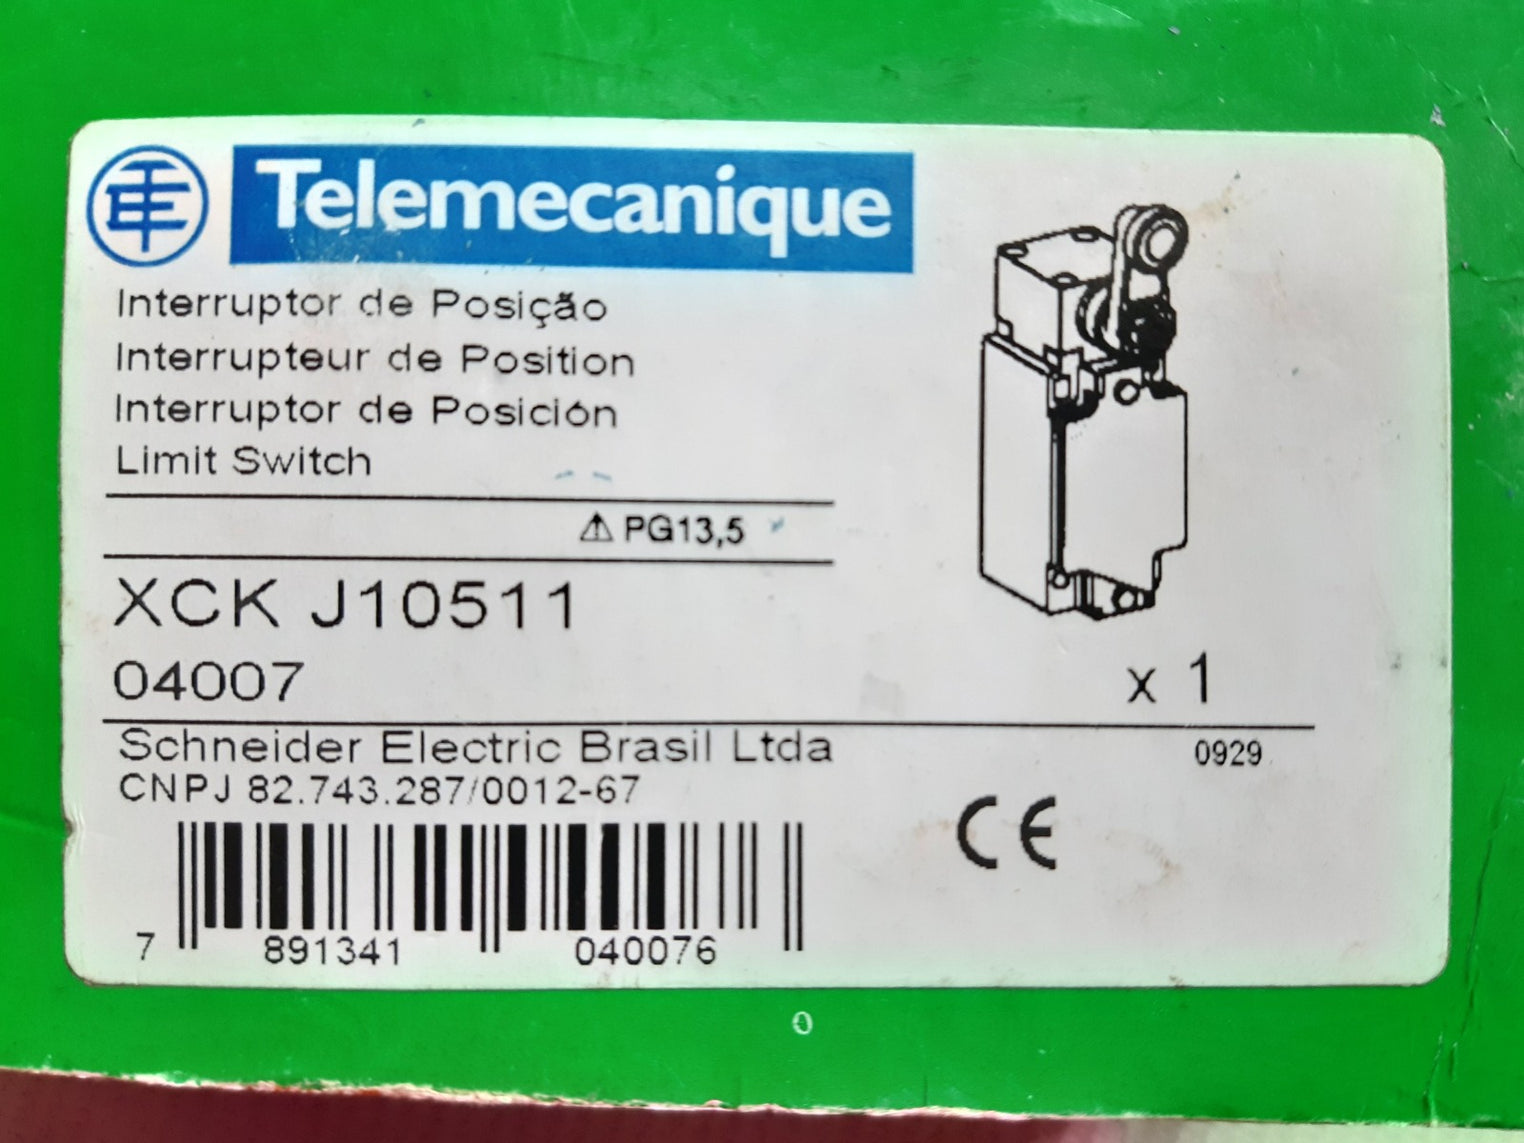 Telemecanique
Interruptor de Posição
Interrupteur de Position
Interruptor de Posición
Limit Switch
⚠ PG13,5
XCK J10511
04007
x 1
Schneider Electric Brasil Ltda
0929
CNPJ 82.743.287/0012-67
CE
7 891341 040076